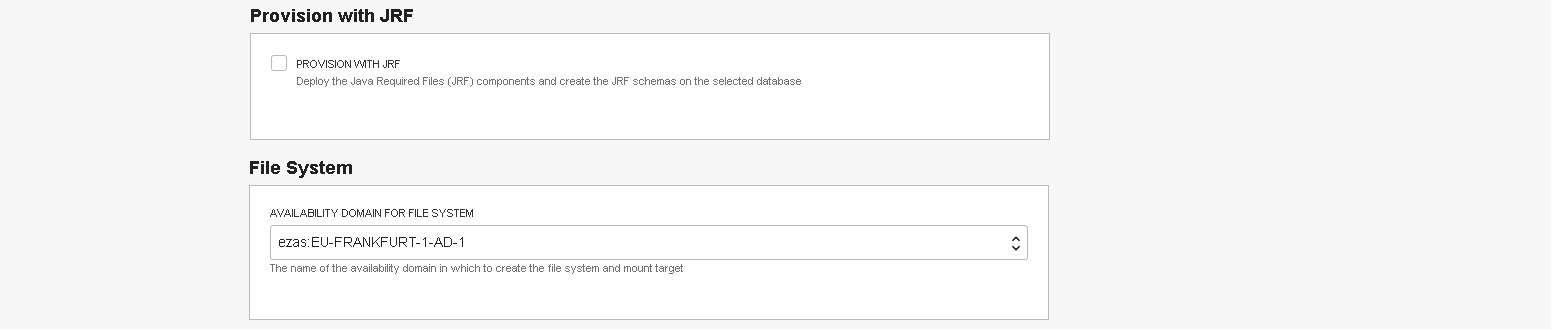 Provision with JRF
PROVISION WITH JRF
Deploy the Java Required Files (JRF) components and create the JRF schemas on the selected database
File System
AVAILABILITY DOMAIN FOR FILE SYSTEM
ezas:EU-FRANKFURT-1-AD-1
The name of the availability domain in which to create the file system and mount target